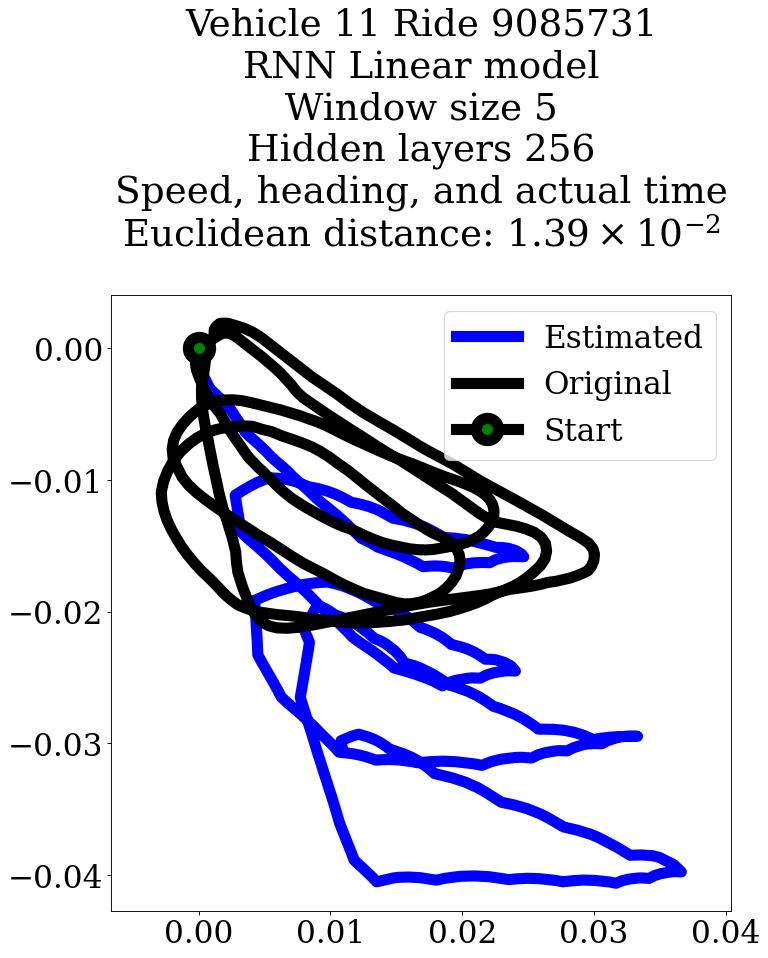 Vehicle 11 Ride 9085731
RNN Linear model
Window size 5
Hidden layers 256
Speed, heading, and actual time
Euclidean distance: 1.39 × 10⁻²
Estimated
Original
Start
0.00
−0.01
−0.02
−0.03
−0.04
0.00 0.01 0.02 0.03 0.04